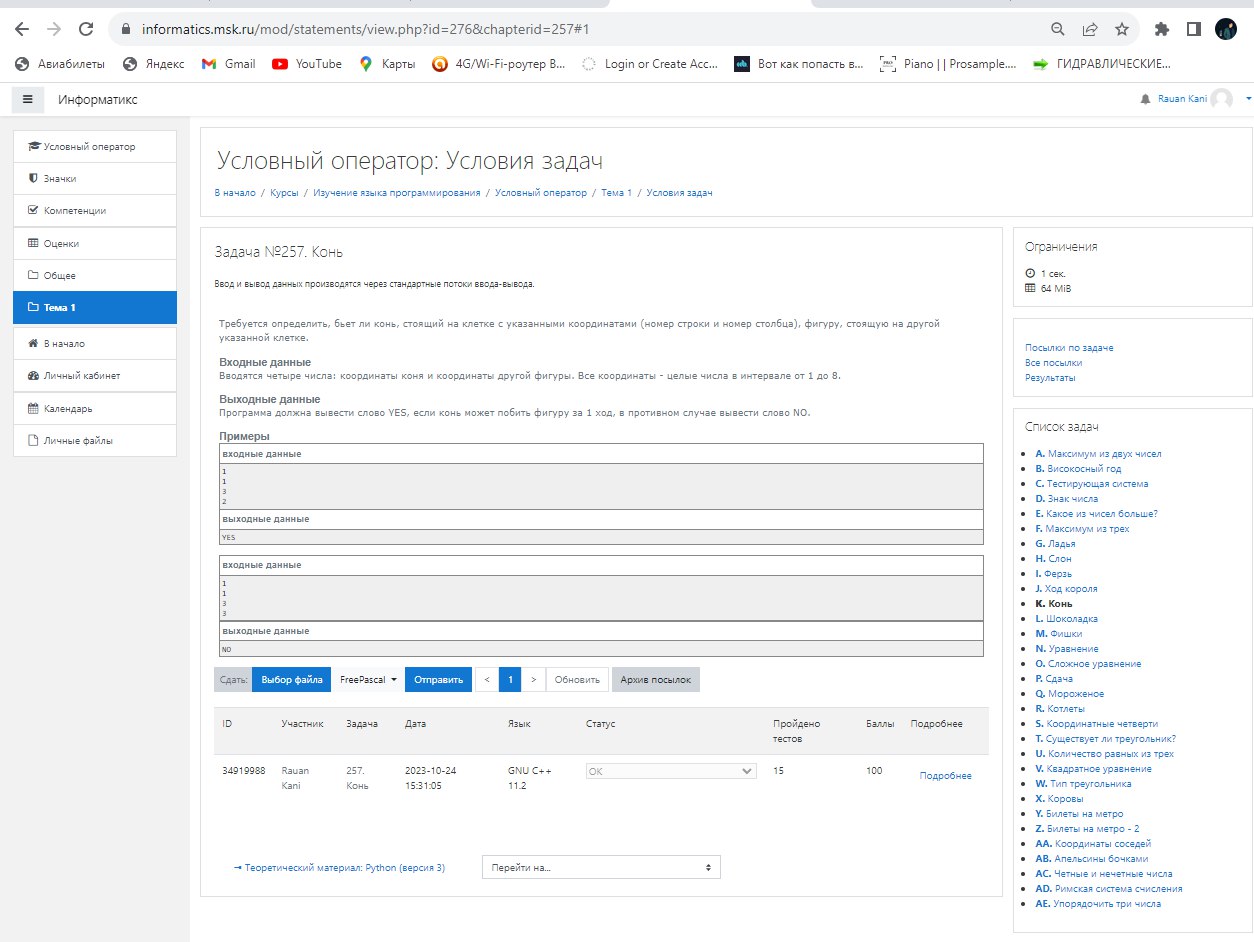 informatics.msk.ru/mod/statements/view.php?id=276&chapterid=257#1
Авиабилеты Яндекс Gmail YouTube Карты 4G/Wi-Fi-роутер В... Login or Create Acc... Вот как попасть в... Piano | | Prosample.... ГИДРАВЛИЧЕСКИЕ...
Информатикс
Rauan Kani
Условный оператор
Значки
Компетенции
Оценки
Общее
Тема 1
В начало
Личный кабинет
Календарь
Личные файлы
Условный оператор: Условия задач
В начало / Курсы / Изучение языка программирования / Условный оператор / Тема 1 / Условия задач
Задача №257. Конь
Ввод и вывод данных производятся через стандартные потоки ввода-вывода.
Требуется определить, бьет ли конь, стоящий на клетке с указанными координатами (номер строки и номер столбца), фигуру, стоящую на другой
указанной клетке.
Входные данные
Вводятся четыре числа: координаты коня и координаты другой фигуры. Все координаты - целые числа в интервале от 1 до 8.
Выходные данные
Программа должна вывести слово YES, если конь может побить фигуру за 1 ход, в противном случае вывести слово NO.
Примеры
входные данные
1
1
3
2
выходные данные
YES
входные данные
1
1
3
3
выходные данные
NO
Сдать: Выбор файла FreePascal Отправить < 1 > Обновить Архив посылок
ID Участник Задача Дата Язык Статус Пройдено Баллы Подробнее
тестов
34919988 Rauan 257. 2023-10-24 GNU C++ OK 15 100 Подробнее
Kani Конь 15:31:05 11.2
→ Теоретический материал: Python (версия 3) Перейти на...
Ограничения
1 сек.
64 MiB
Посылки по задаче
Все посылки
Результаты
Список задач
A. Максимум из двух чисел
B. Високосный год
C. Тестирующая система
D. Знак числа
E. Какое из чисел больше?
F. Максимум из трех
G. Ладья
H. Слон
I. Ферзь
J. Ход короля
K. Конь
L. Шоколадка
M. Фишки
N. Уравнение
O. Сложное уравнение
P. Сдача
Q. Мороженое
R. Котлеты
S. Координатные четверти
T. Существует ли треугольник?
U. Количество равных из трех
V. Квадратное уравнение
W. Тип треугольника
X. Коровы
Y. Билеты на метро
Z. Билеты на метро - 2
AA. Координаты соседей
AB. Апельсины бочками
AC. Четные и нечетные числа
AD. Римская система счисления
AE. Упорядочить три числа